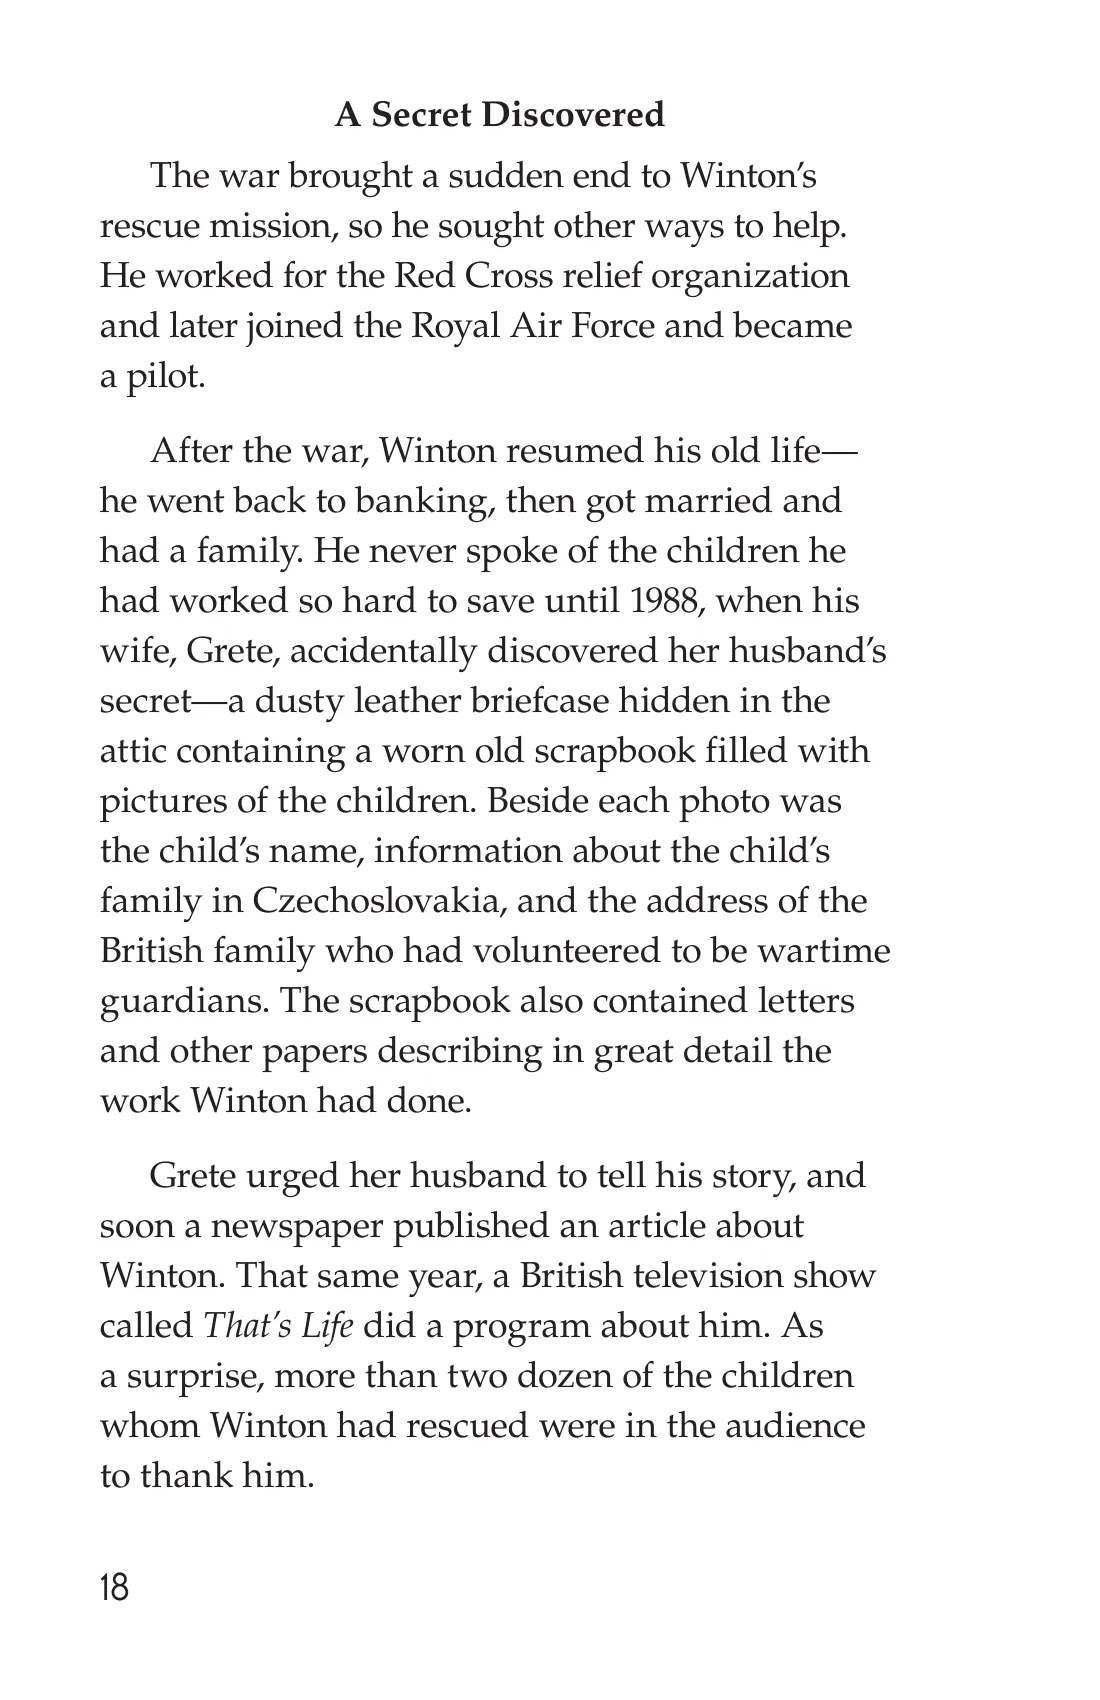 A Secret Discovered
The war brought a sudden end to Winton’s
rescue mission, so he sought other ways to help.
He worked for the Red Cross relief organization
and later joined the Royal Air Force and became
a pilot.
After the war, Winton resumed his old life—
he went back to banking, then got married and
had a family. He never spoke of the children he
had worked so hard to save until 1988, when his
wife, Grete, accidentally discovered her husband’s
secret—a dusty leather briefcase hidden in the
attic containing a worn old scrapbook filled with
pictures of the children. Beside each photo was
the child’s name, information about the child’s
family in Czechoslovakia, and the address of the
British family who had volunteered to be wartime
guardians. The scrapbook also contained letters
and other papers describing in great detail the
work Winton had done.
Grete urged her husband to tell his story, and
soon a newspaper published an article about
Winton. That same year, a British television show
called That’s Life did a program about him. As
a surprise, more than two dozen of the children
whom Winton had rescued were in the audience
to thank him.
18